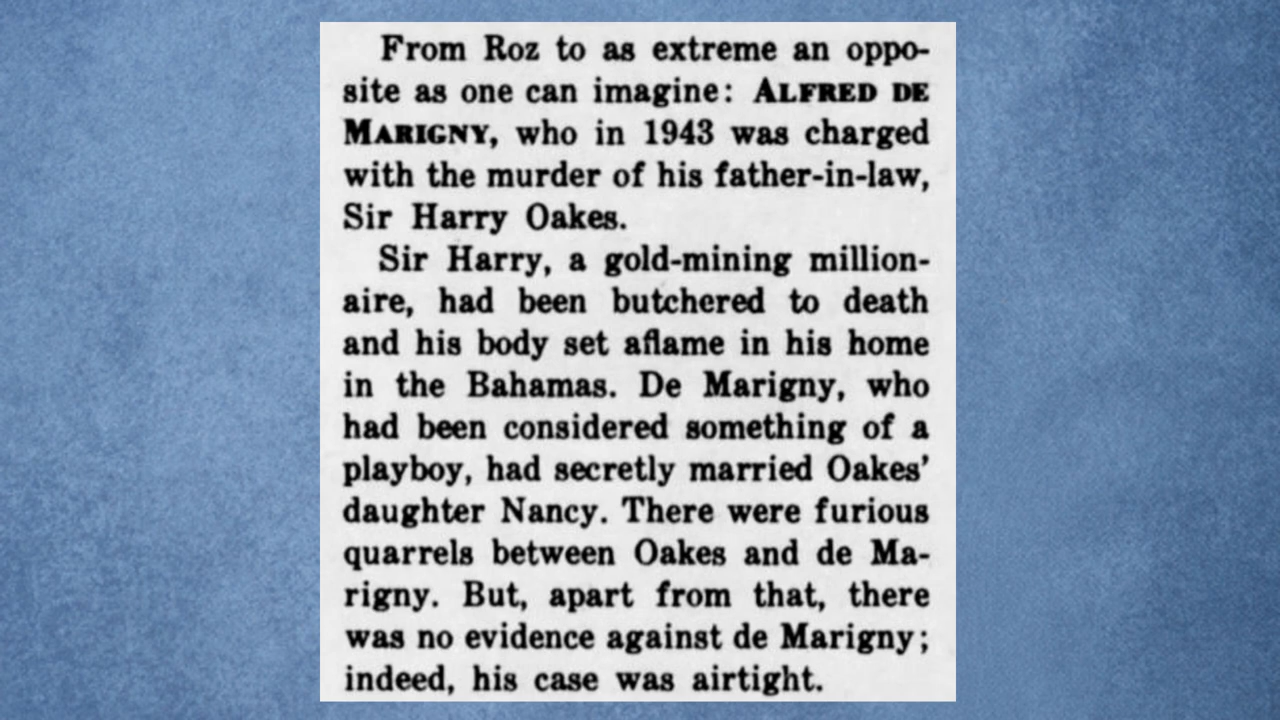 From Roz to as extreme an oppo-
site as one can imagine: ALFRED DE
MARIGNY, who in 1943 was charged
with the murder of his father-in-law,
Sir Harry Oakes.
Sir Harry, a gold-mining million-
aire, had been butchered to death
and his body set aflame in his home
in the Bahamas. De Marigny, who
had been considered something of a
playboy, had secretly married Oakes'
daughter Nancy. There were furious
quarrels between Oakes and de Ma-
rigny. But, apart from that, there
was no evidence against de Marigny;
indeed, his case was airtight.